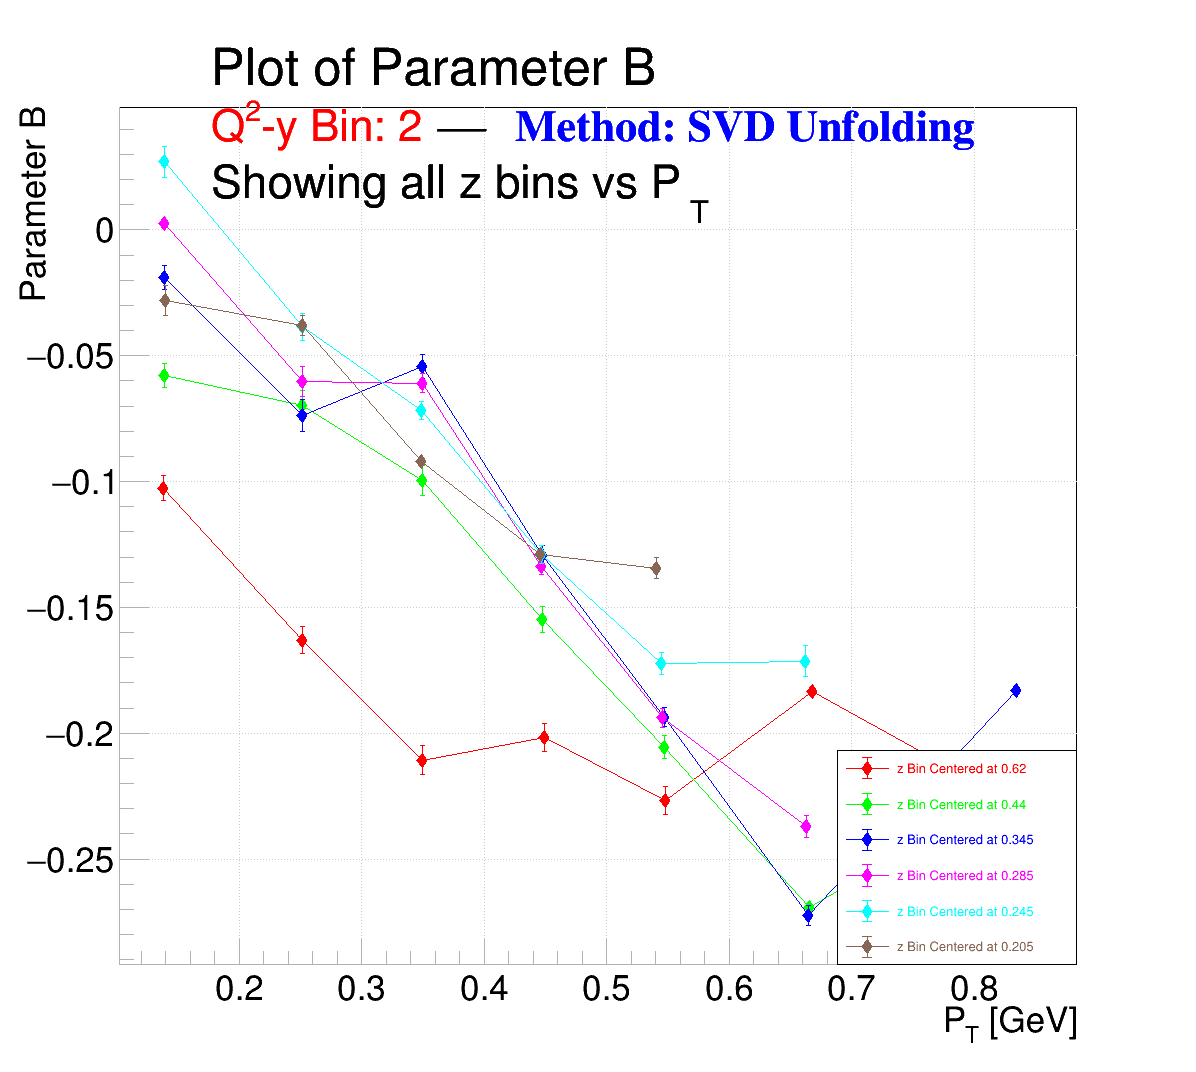 Plot of Parameter B
Q²-y Bin: 2 — Method: SVD Unfolding
Showing all z bins vs P_T
Parameter B
0
−0.05
−0.1
−0.15
−0.2
−0.25
z Bin Centered at 0.62
z Bin Centered at 0.44
z Bin Centered at 0.345
z Bin Centered at 0.285
z Bin Centered at 0.245
z Bin Centered at 0.205
0.2 0.3 0.4 0.5 0.6 0.7 0.8
P_T [GeV]